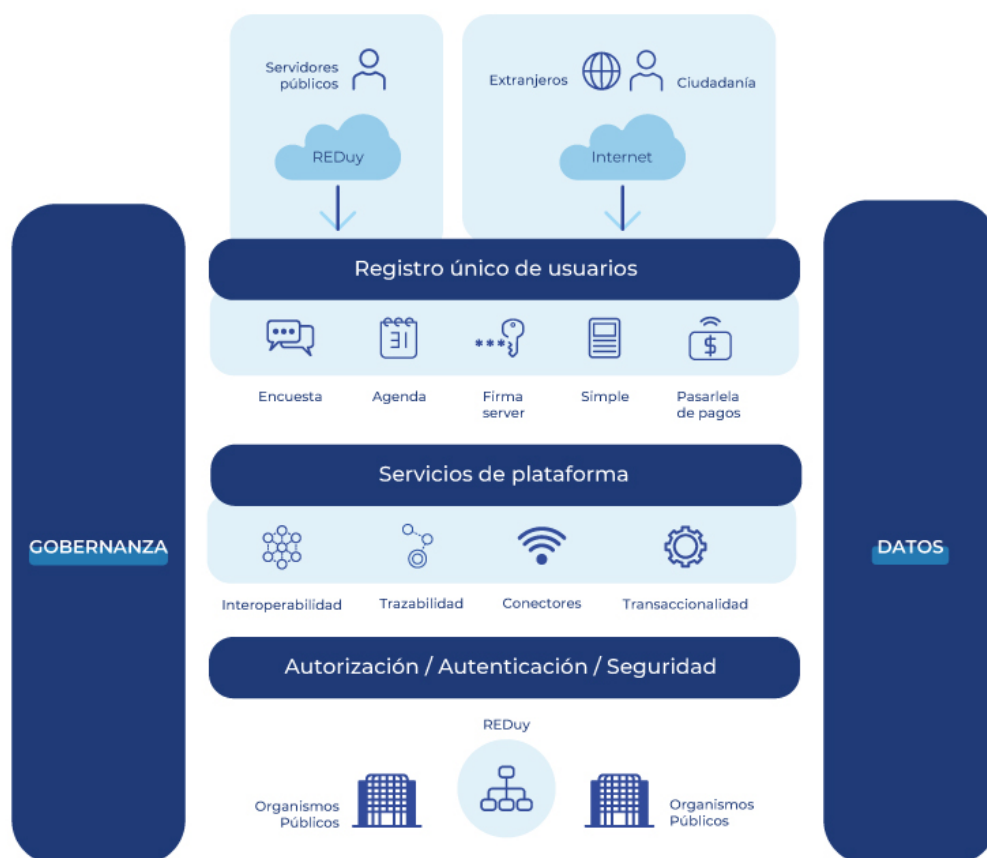 Servidores
públicos
Extranjeros
Ciudadanía
REDuy
Internet
Registro único de usuarios
31
***
$
Encuesta
Agenda
Firma
server
Simple
Pasarlela
de pagos
Servicios de plataforma
GOBERNANZA
DATOS
Interoperabilidad
Trazabilidad
Conectores
Transaccionalidad
Autorización / Autenticación / Seguridad
REDuy
Organismos
Públicos
Organismos
Públicos